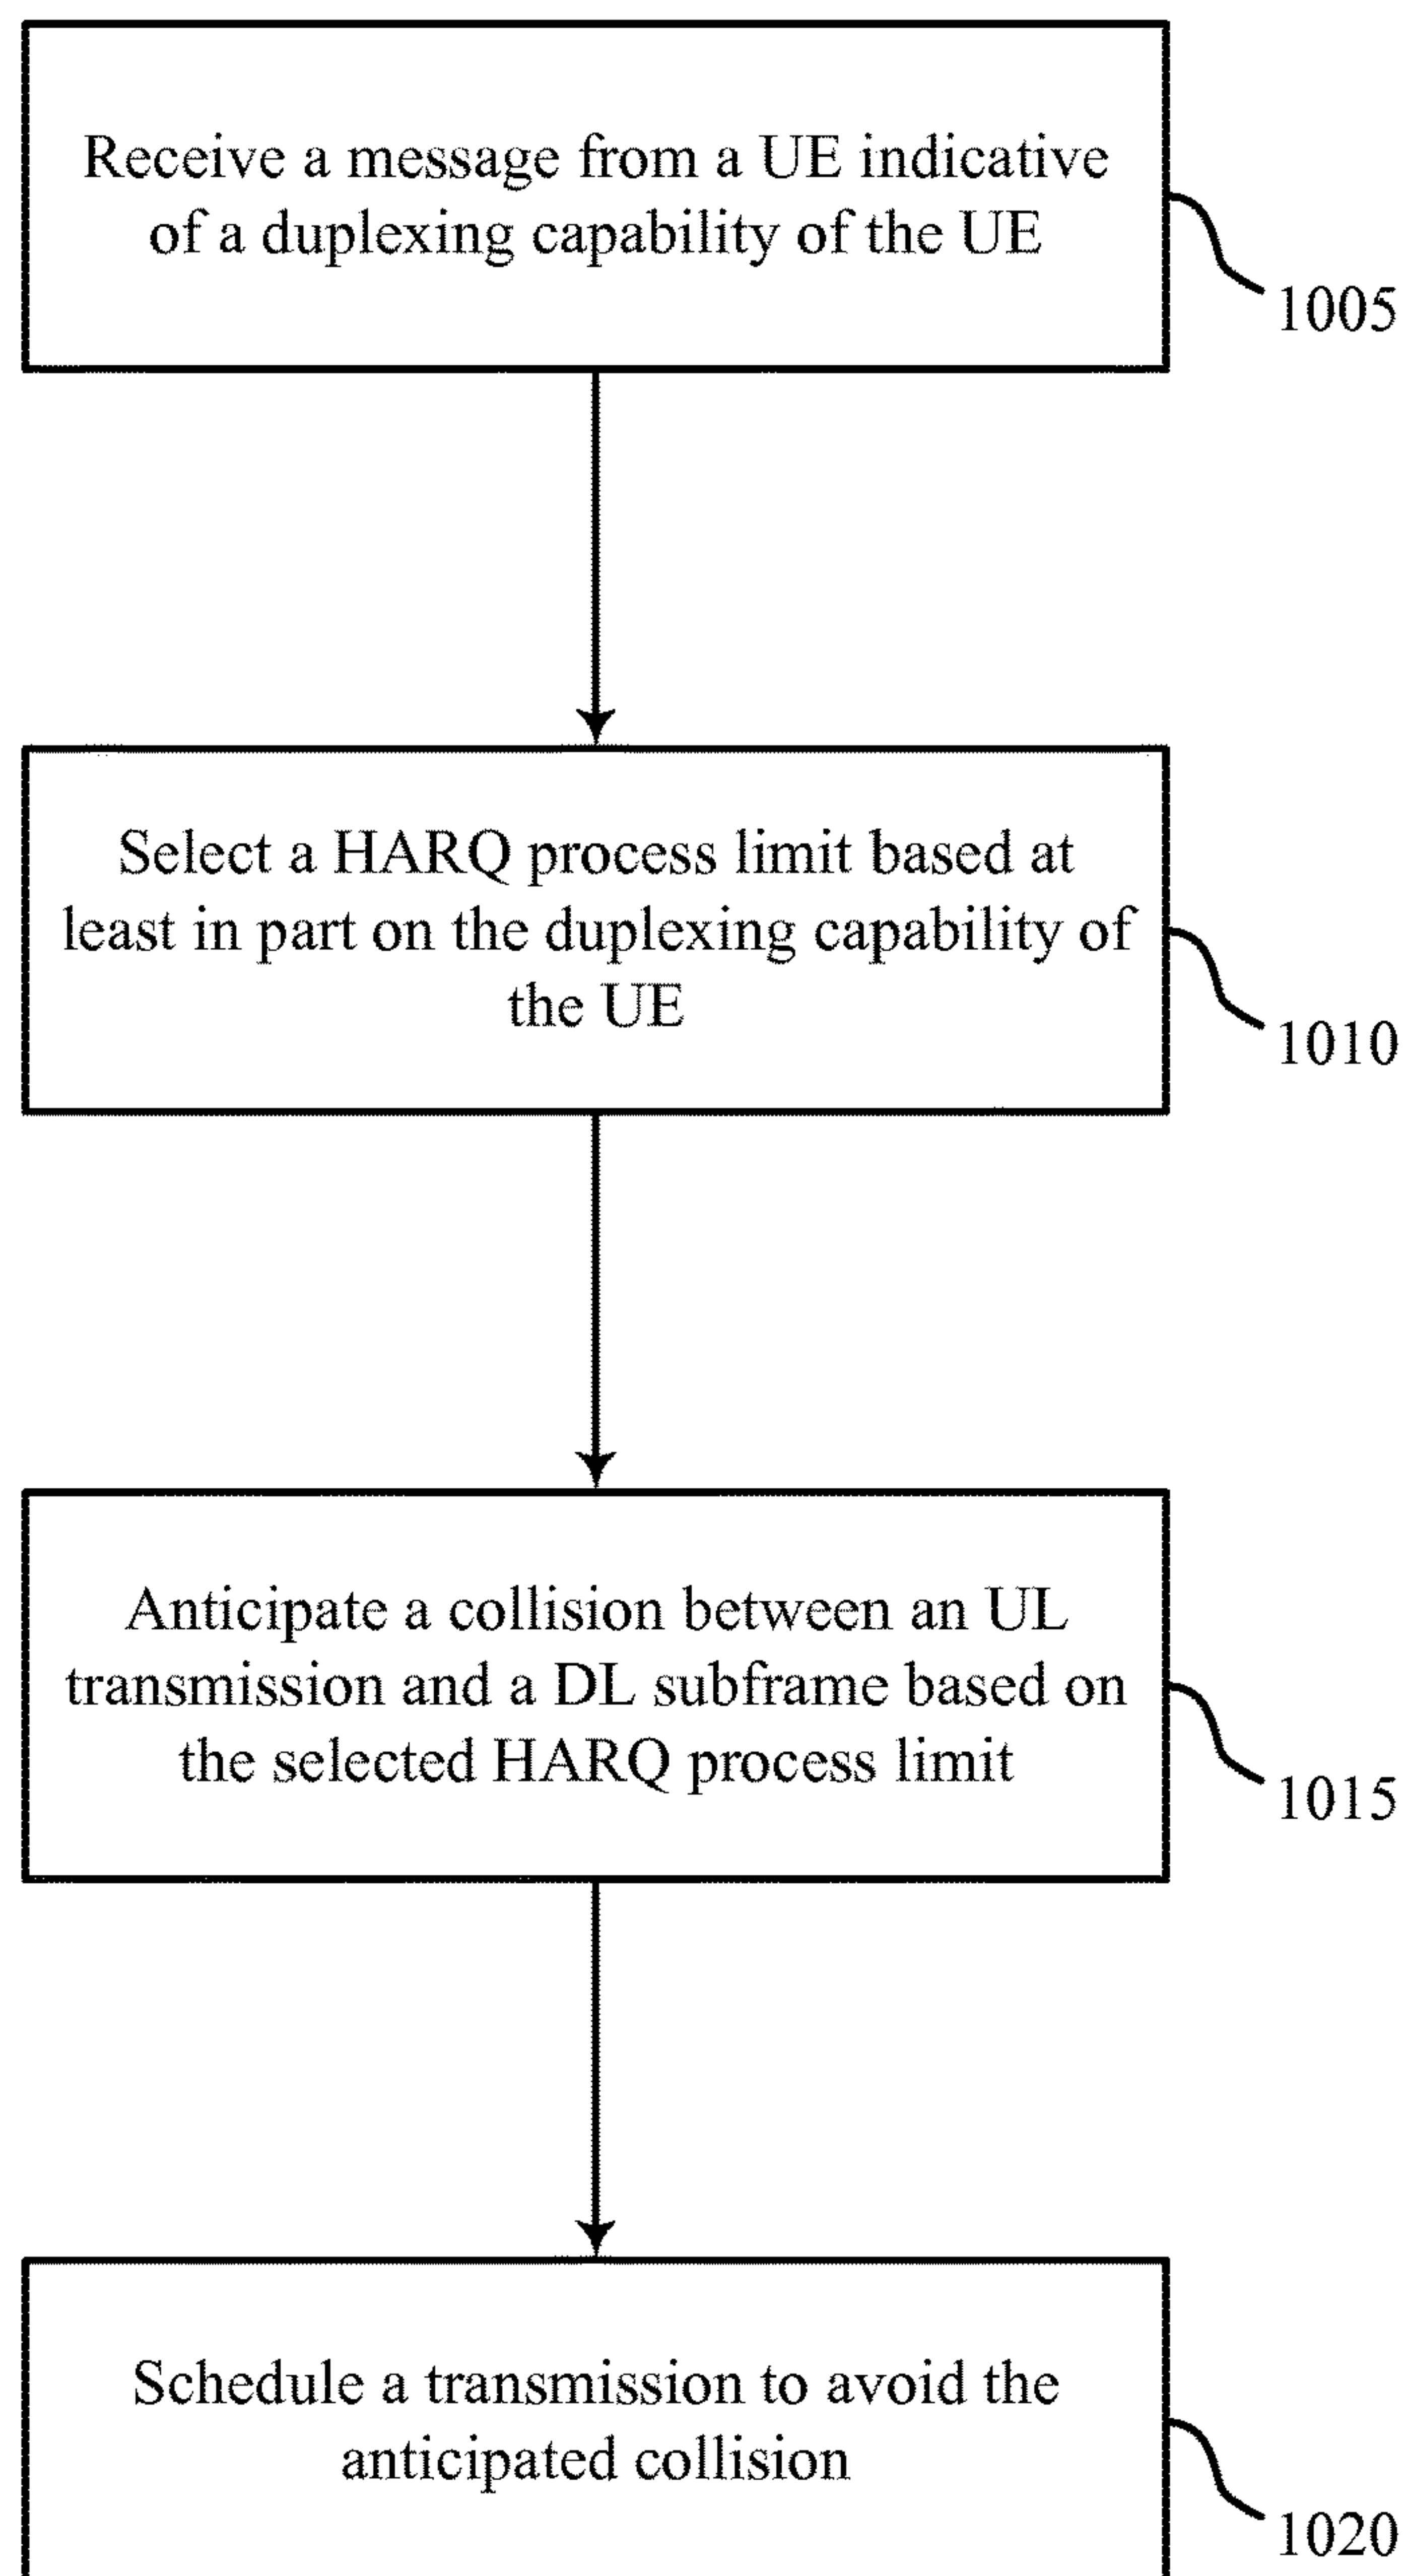 Receive a message from a UE indicative
of a duplexing capability of the UE
1005
Select a HARQ process limit based at
least in part on the duplexing capability of
the UE
1010
Anticipate a collision between an UL
transmission and a DL subframe based on
the selected HARQ process limit
1015
Schedule a transmission to avoid the
anticipated collision
1020